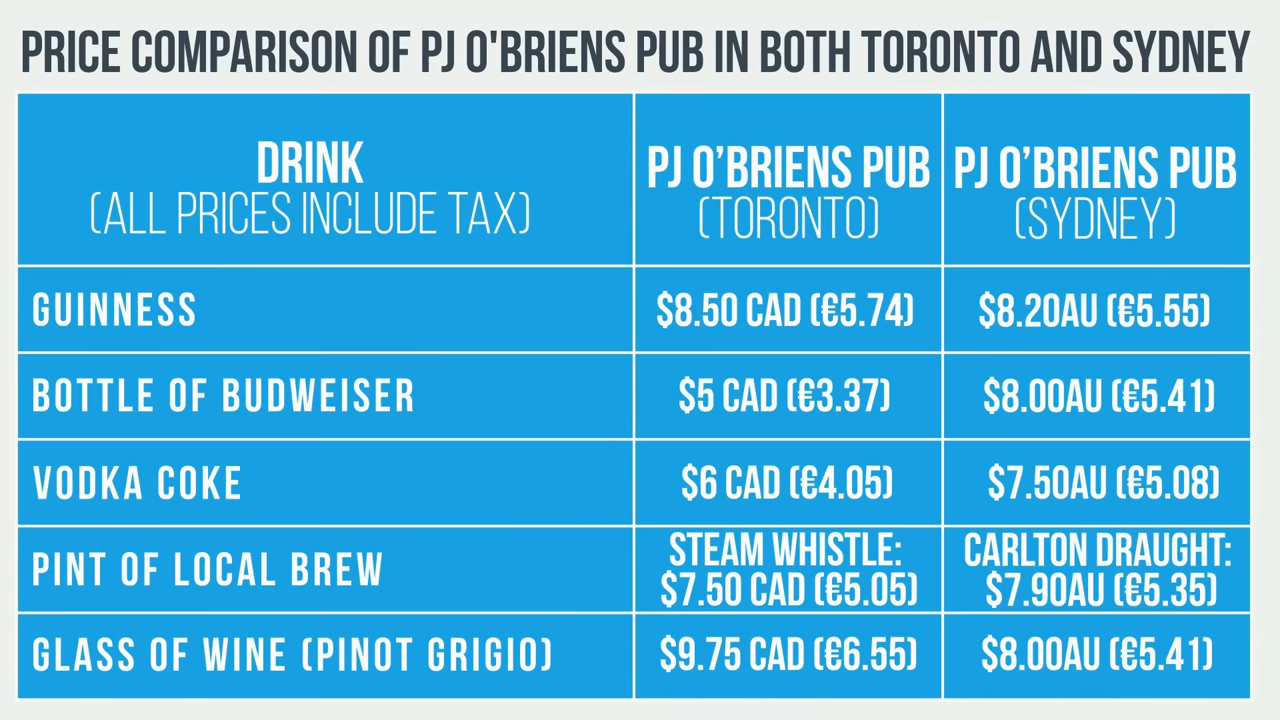 PRICE COMPARISON OF PJ O'BRIENS PUB IN BOTH TORONTO AND SYDNEY
DRINK
(ALL PRICES INCLUDE TAX)
PJ O’BRIENS PUB
(TORONTO)
PJ O’BRIENS PUB
(SYDNEY)
GUINNESS
$8.50 CAD (€5.74)
$8.20AU (€5.55)
BOTTLE OF BUDWEISER
$5 CAD (€3.37)
$8.00AU (€5.41)
VODKA COKE
$6 CAD (€4.05)
$7.50AU (€5.08)
PINT OF LOCAL BREW
STEAM WHISTLE:
$7.50 CAD (€5.05)
CARLTON DRAUGHT:
$7.90AU (€5.35)
GLASS OF WINE (PINOT GRIGIO)
$9.75 CAD (€6.55)
$8.00AU (€5.41)